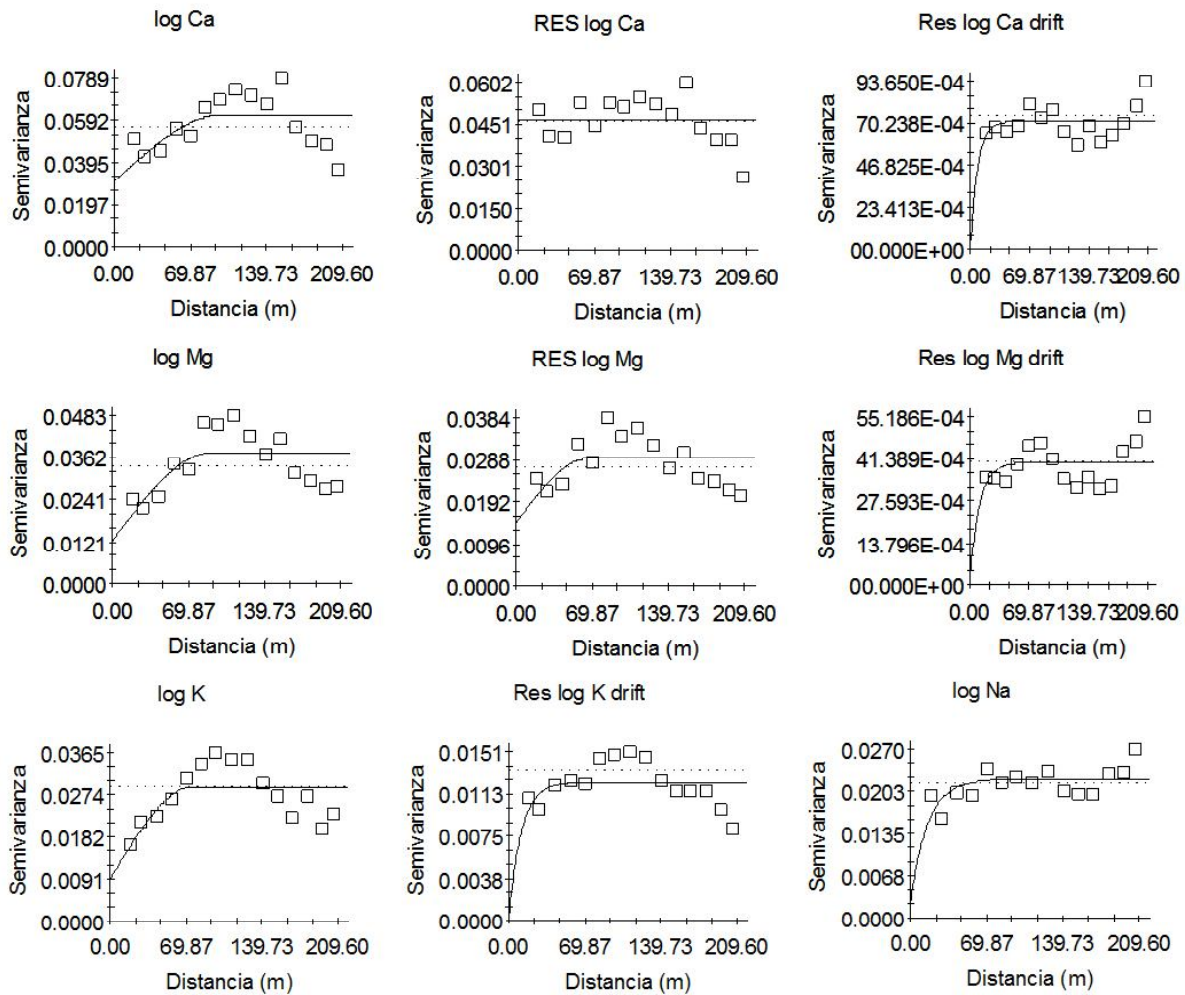 log Ca
Semivarianza
0.0789
0.0592
0.0395
0.0197
0.0000
0.00 69.87 139.73 209.60
Distancia (m)
RES log Ca
Semivarianza
0.0602
0.0451
0.0301
0.0150
0.0000
0.00 69.87 139.73 209.60
Distancia (m)
Res log Ca drift
Semivarianza
93.650E-04
70.238E-04
46.825E-04
23.413E-04
00.000E+00
0.00 69.87 139.73 209.60
Distancia (m)
log Mg
Semivarianza
0.0483
0.0362
0.0241
0.0121
0.0000
0.00 69.87 139.73 209.60
Distancia (m)
RES log Mg
Semivarianza
0.0384
0.0288
0.0192
0.0096
0.0000
0.00 69.87 139.73 209.60
Distancia (m)
Res log Mg drift
Semivarianza
55.186E-04
41.389E-04
27.593E-04
13.796E-04
00.000E+00
0.00 69.87 139.73 209.60
Distancia (m)
log K
Semivarianza
0.0365
0.0274
0.0182
0.0091
0.0000
0.00 69.87 139.73 209.60
Distancia (m)
Res log K drift
Semivarianza
0.0151
0.0113
0.0075
0.0038
0.0000
0.00 69.87 139.73 209.60
Distancia (m)
log Na
Semivarianza
0.0270
0.0203
0.0135
0.0068
0.0000
0.00 69.87 139.73 209.60
Distancia (m)